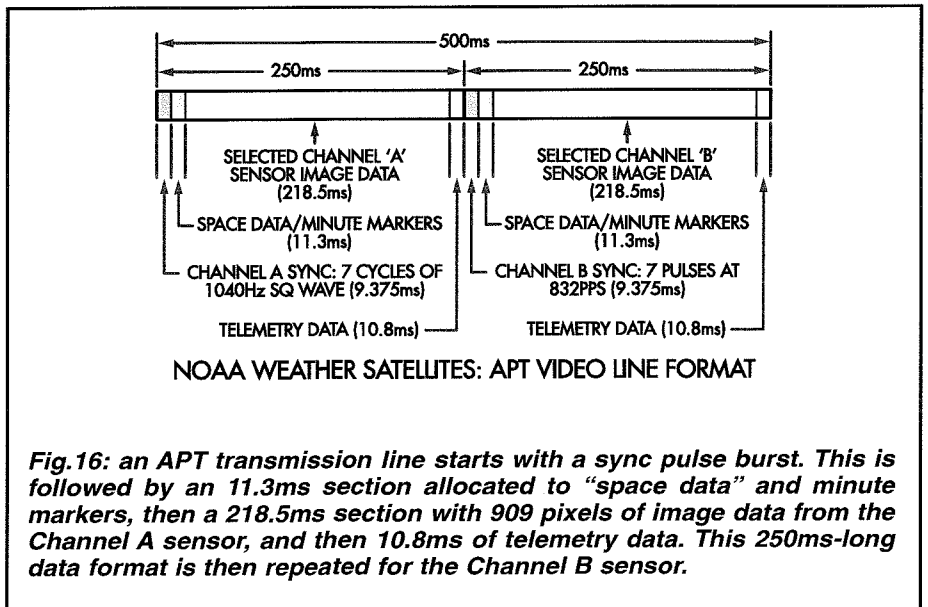 500ms
250ms
250ms
SELECTED CHANNEL ‘A’
SENSOR IMAGE DATA
(218.5ms)
SPACE DATA/MINUTE MARKERS
(11.3ms)
CHANNEL A SYNC: 7 CYCLES OF
1040Hz SQ WAVE (9.375ms)
TELEMETRY DATA (10.8ms)
SELECTED CHANNEL ‘B’
SENSOR IMAGE DATA
(218.5ms)
SPACE DATA/MINUTE MARKERS
(11.3ms)
CHANNEL B SYNC: 7 PULSES AT
832PPS (9.375ms)
TELEMETRY DATA (10.8ms)
NOAA WEATHER SATELLITES: APT VIDEO LINE FORMAT
Fig.16: an APT transmission line starts with a sync pulse burst. This is
followed by an 11.3ms section allocated to “space data” and minute
markers, then a 218.5ms section with 909 pixels of image data from the
Channel A sensor, and then 10.8ms of telemetry data. This 250ms-long
data format is then repeated for the Channel B sensor.